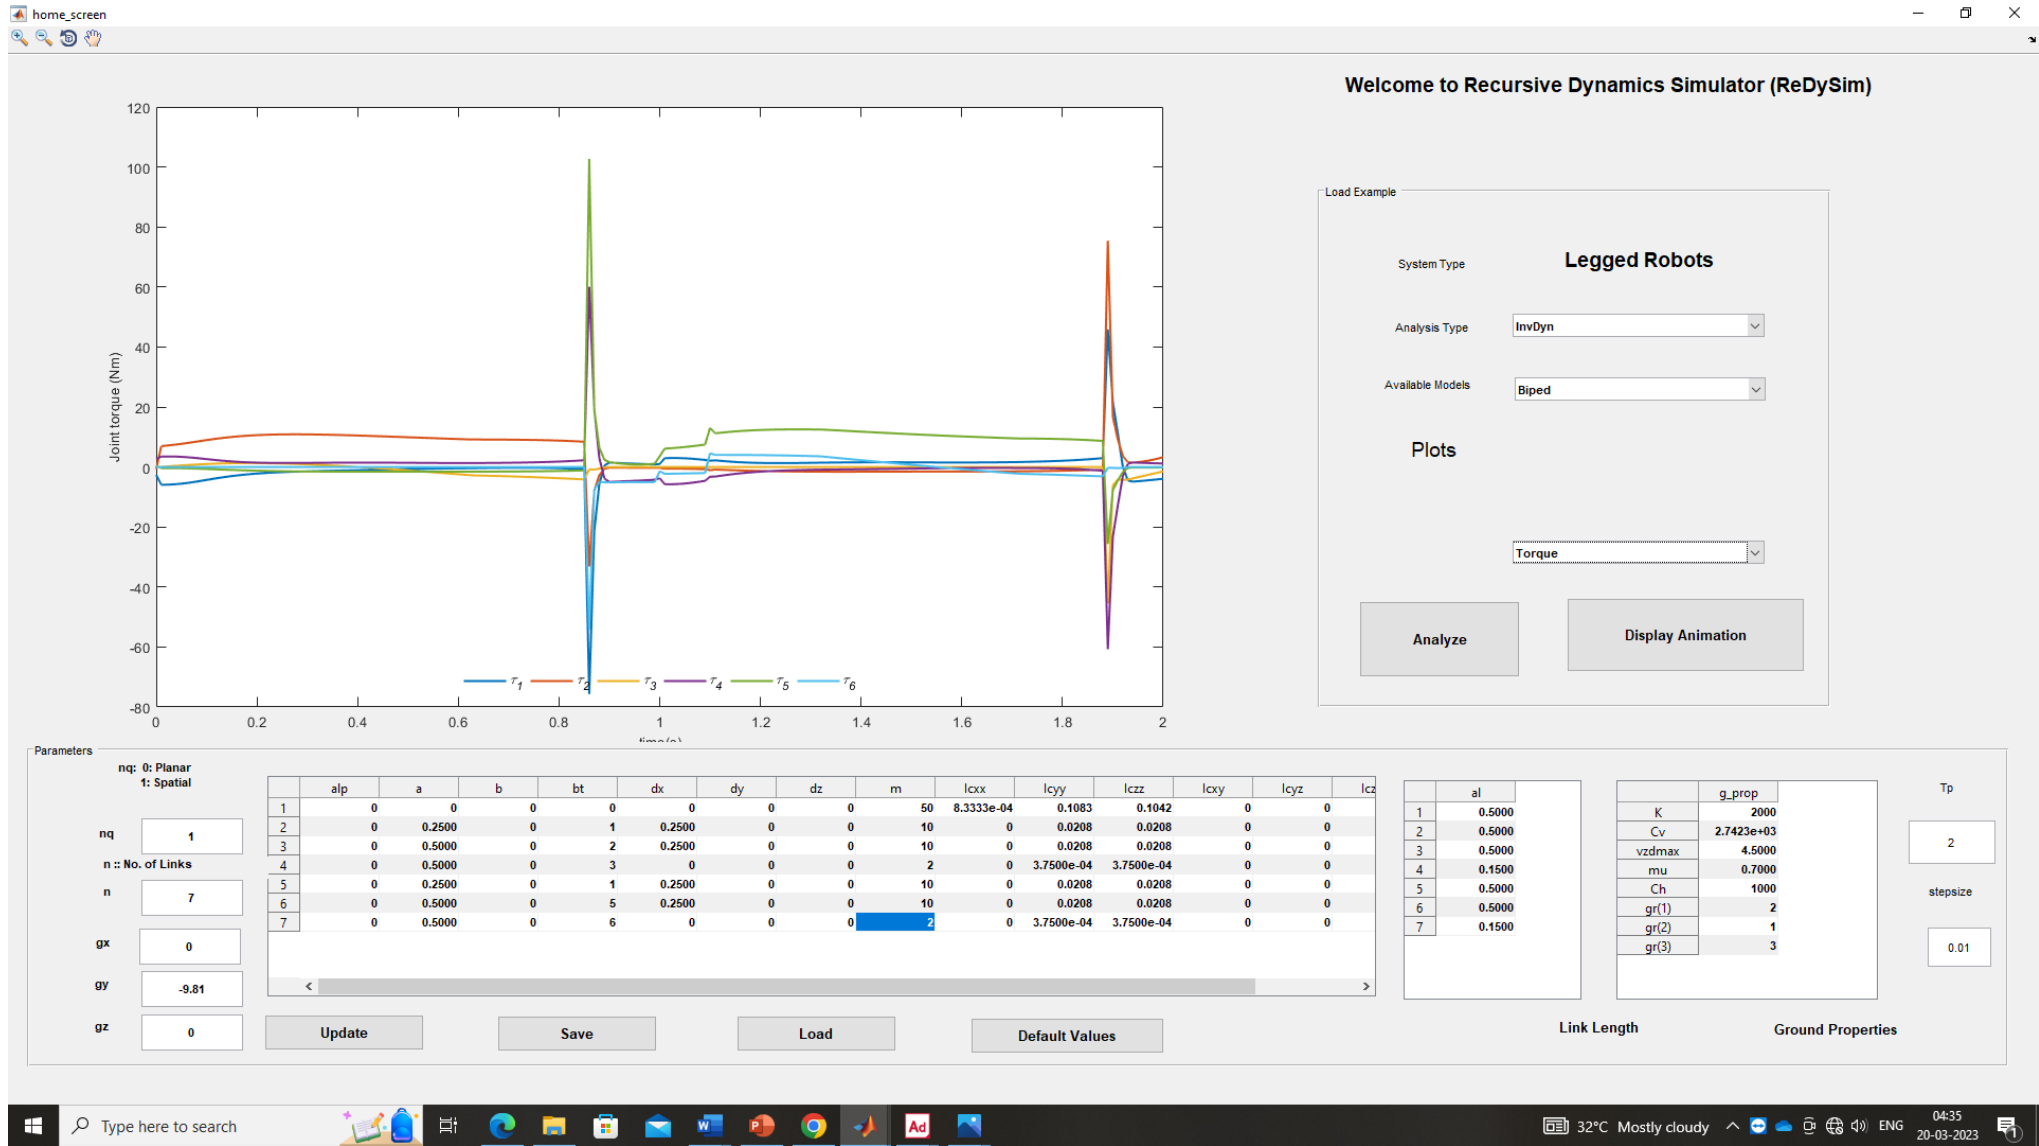 home_screen
Welcome to Recursive Dynamics Simulator (ReDySim)
120
100
80
60
40
20
0
-20
-40
-60
-80
Joint torque (Nm)
τ1 τ2 τ3 τ4 τ5 τ6
0 0.2 0.4 0.6 0.8 1 1.2 1.4 1.6 1.8 2
time(s)
Load Example
System Type Legged Robots
Analysis Type InvDyn
Available Models Biped
Plots
Torque
Analyze Display Animation
Parameters
nq: 0: Planar
1: Spatial
nq 1
n :: No. of Links
n 7
gx 0
gy -9.81
gz 0
alp a b bt dx dy dz m Icxx Icyy Iczz Icxy Icyz Icz
1 0 0 0 0 0 0 0 50 8.3333e-04 0.1083 0.1042 0 0
2 0 0.2500 0 1 0.2500 0 0 10 0 0.0208 0.0208 0 0
3 0 0.5000 0 2 0.2500 0 0 10 0 0.0208 0.0208 0 0
4 0 0.5000 0 3 0 0 0 2 0 3.7500e-04 3.7500e-04 0 0
5 0 0.2500 0 1 0.2500 0 0 10 0 0.0208 0.0208 0 0
6 0 0.5000 0 5 0.2500 0 0 10 0 0.0208 0.0208 0 0
7 0 0.5000 0 6 0 0 0 2 0 3.7500e-04 3.7500e-04 0 0
Update Save Load Default Values
al
1 0.5000
2 0.5000
3 0.5000
4 0.1500
5 0.5000
6 0.5000
7 0.1500
Link Length
g_prop
K 2000
Cv 2.7423e+03
vzdmax 4.5000
mu 0.7000
Ch 1000
gr(1) 2
gr(2) 1
gr(3) 3
Ground Properties
Tp
2
stepsize
0.01
Type here to search
W
P
Ad
32°C Mostly cloudy
ENG
04:35
20-03-2023
1